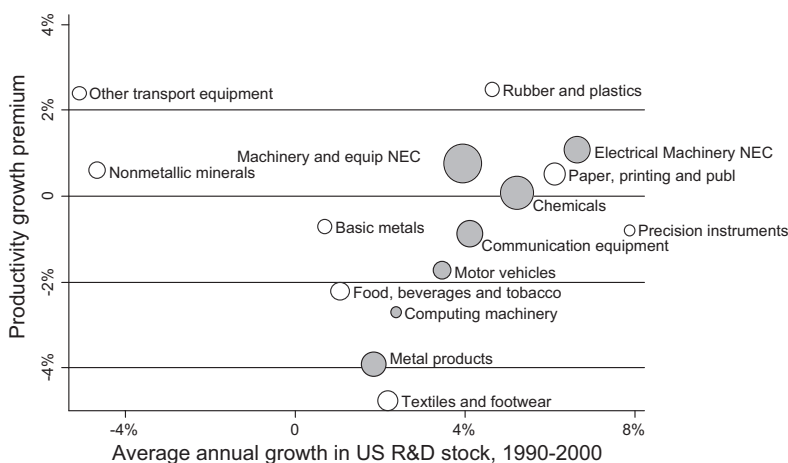 4%
Productivity growth premium
Other transport equipment
Rubber and plastics
2%
Machinery and equip NEC
Electrical Machinery NEC
Nonmetallic minerals
Paper, printing and publ
0
Chemicals
Basic metals
Precision instruments
Communication equipment
Motor vehicles
-2%
Food, beverages and tobacco
Computing machinery
Metal products
-4%
Textiles and footwear
-4%
0
4%
8%
Average annual growth in US R&D stock, 1990-2000